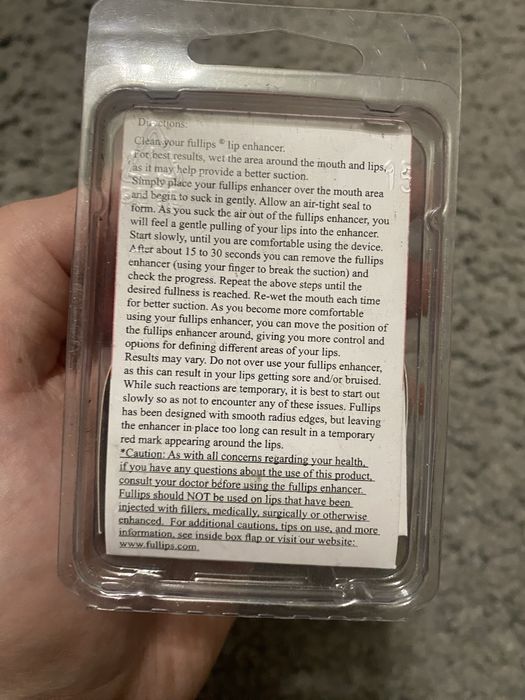 Directions:
Clean your fullips ® lip enhancer.
For best results, wet the area around the mouth and lips,
as it may help provide a better suction.
Simply place your fullips enhancer over the mouth area
and begin to suck in gently. Allow an air-tight seal to
form. As you suck the air out of the fullips enhancer, you
will feel a gentle pulling of your lips into the enhancer.
Start slowly, until you are comfortable using the device.
After about 15 to 30 seconds you can remove the fullips
enhancer (using your finger to break the suction) and
check the progress. Repeat the above steps until the
desired fullness is reached. Re-wet the mouth each time
for better suction. As you become more comfortable
using your fullips enhancer, you can move the position of
the fullips enhancer around, giving you more control and
options for defining different areas of your lips.
Results may vary. Do not over use your fullips enhancer,
as this can result in your lips getting sore and/or bruised.
While such reactions are temporary, it is best to start out
slowly so as not to encounter any of these issues. Fullips
has been designed with smooth radius edges, but leaving
the enhancer in place too long can result in a temporary
red mark appearing around the lips.
*Caution: As with all concerns regarding your health,
if you have any questions about the use of this product,
consult your doctor before using the fullips enhancer.
Fullips should NOT be used on lips that have been
injected with fillers, medically, surgically or otherwise
enhanced. For additional cautions, tips on use, and more
information, see inside box flap or visit our website:
www.fullips.com.